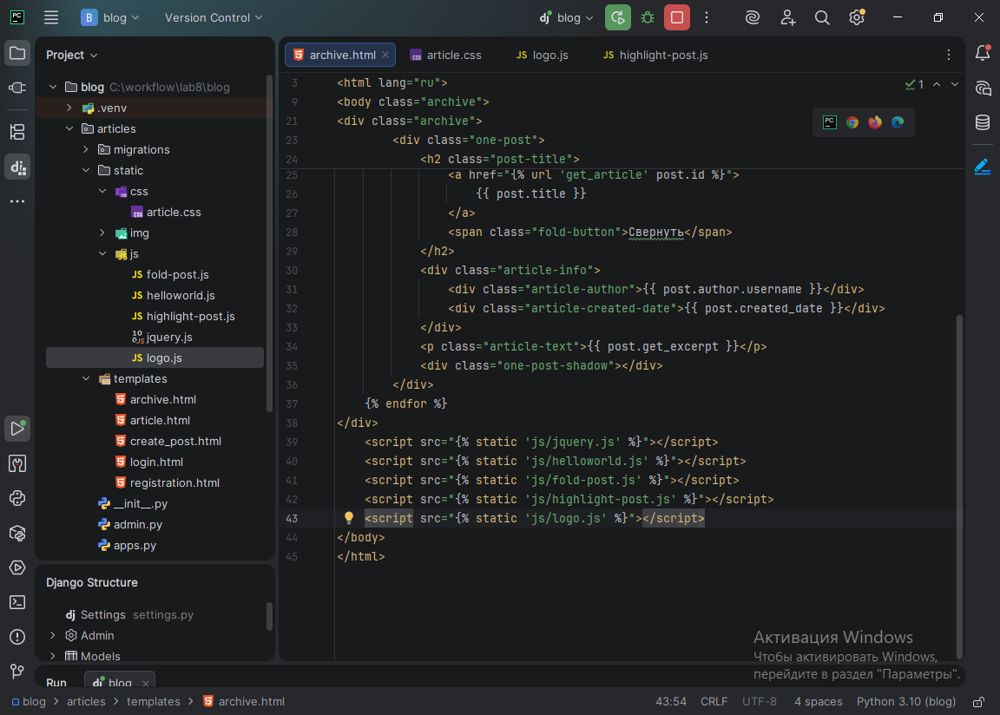 PC B blog Version Control dj blog
Project
archive.html article.css logo.js highlight-post.js
blog C:\workflow\lab8\blog
.venv
articles
migrations
static
css
article.css
img
js
fold-post.js
helloworld.js
highlight-post.js
jquery.js
logo.js
templates
archive.html
article.html
create_post.html
login.html
registration.html
__init__.py
admin.py
apps.py
Django Structure
dj Settings settings.py
Admin
Models
3 <html lang="ru">
9 <body class="archive">
21 <div class="archive">
23 <div class="one-post">
24 <h2 class="post-title">
25 <a href="{% url 'get_article' post.id %}">
26 {{ post.title }}
27 </a>
28 <span class="fold-button">Свернуть</span>
29 </h2>
30 <div class="article-info">
31 <div class="article-author">{{ post.author.username }}</div>
32 <div class="article-created-date">{{ post.created_date }}</div>
33 </div>
34 <p class="article-text">{{ post.get_excerpt }}</p>
35 <div class="one-post-shadow"></div>
36 </div>
37 {% endfor %}
38 </div>
39 <script src="{% static 'js/jquery.js' %}"></script>
40 <script src="{% static 'js/helloworld.js' %}"></script>
41 <script src="{% static 'js/fold-post.js' %}"></script>
42 <script src="{% static 'js/highlight-post.js' %}"></script>
43 <script src="{% static 'js/logo.js' %}"></script>
44 </body>
45 </html>
1
Активация Windows
Чтобы активировать Windows,
перейдите в раздел "Параметры".
Run dj blog
blog > articles > templates > archive.html 43:54 CRLF UTF-8 4 spaces Python 3.10 (blog)